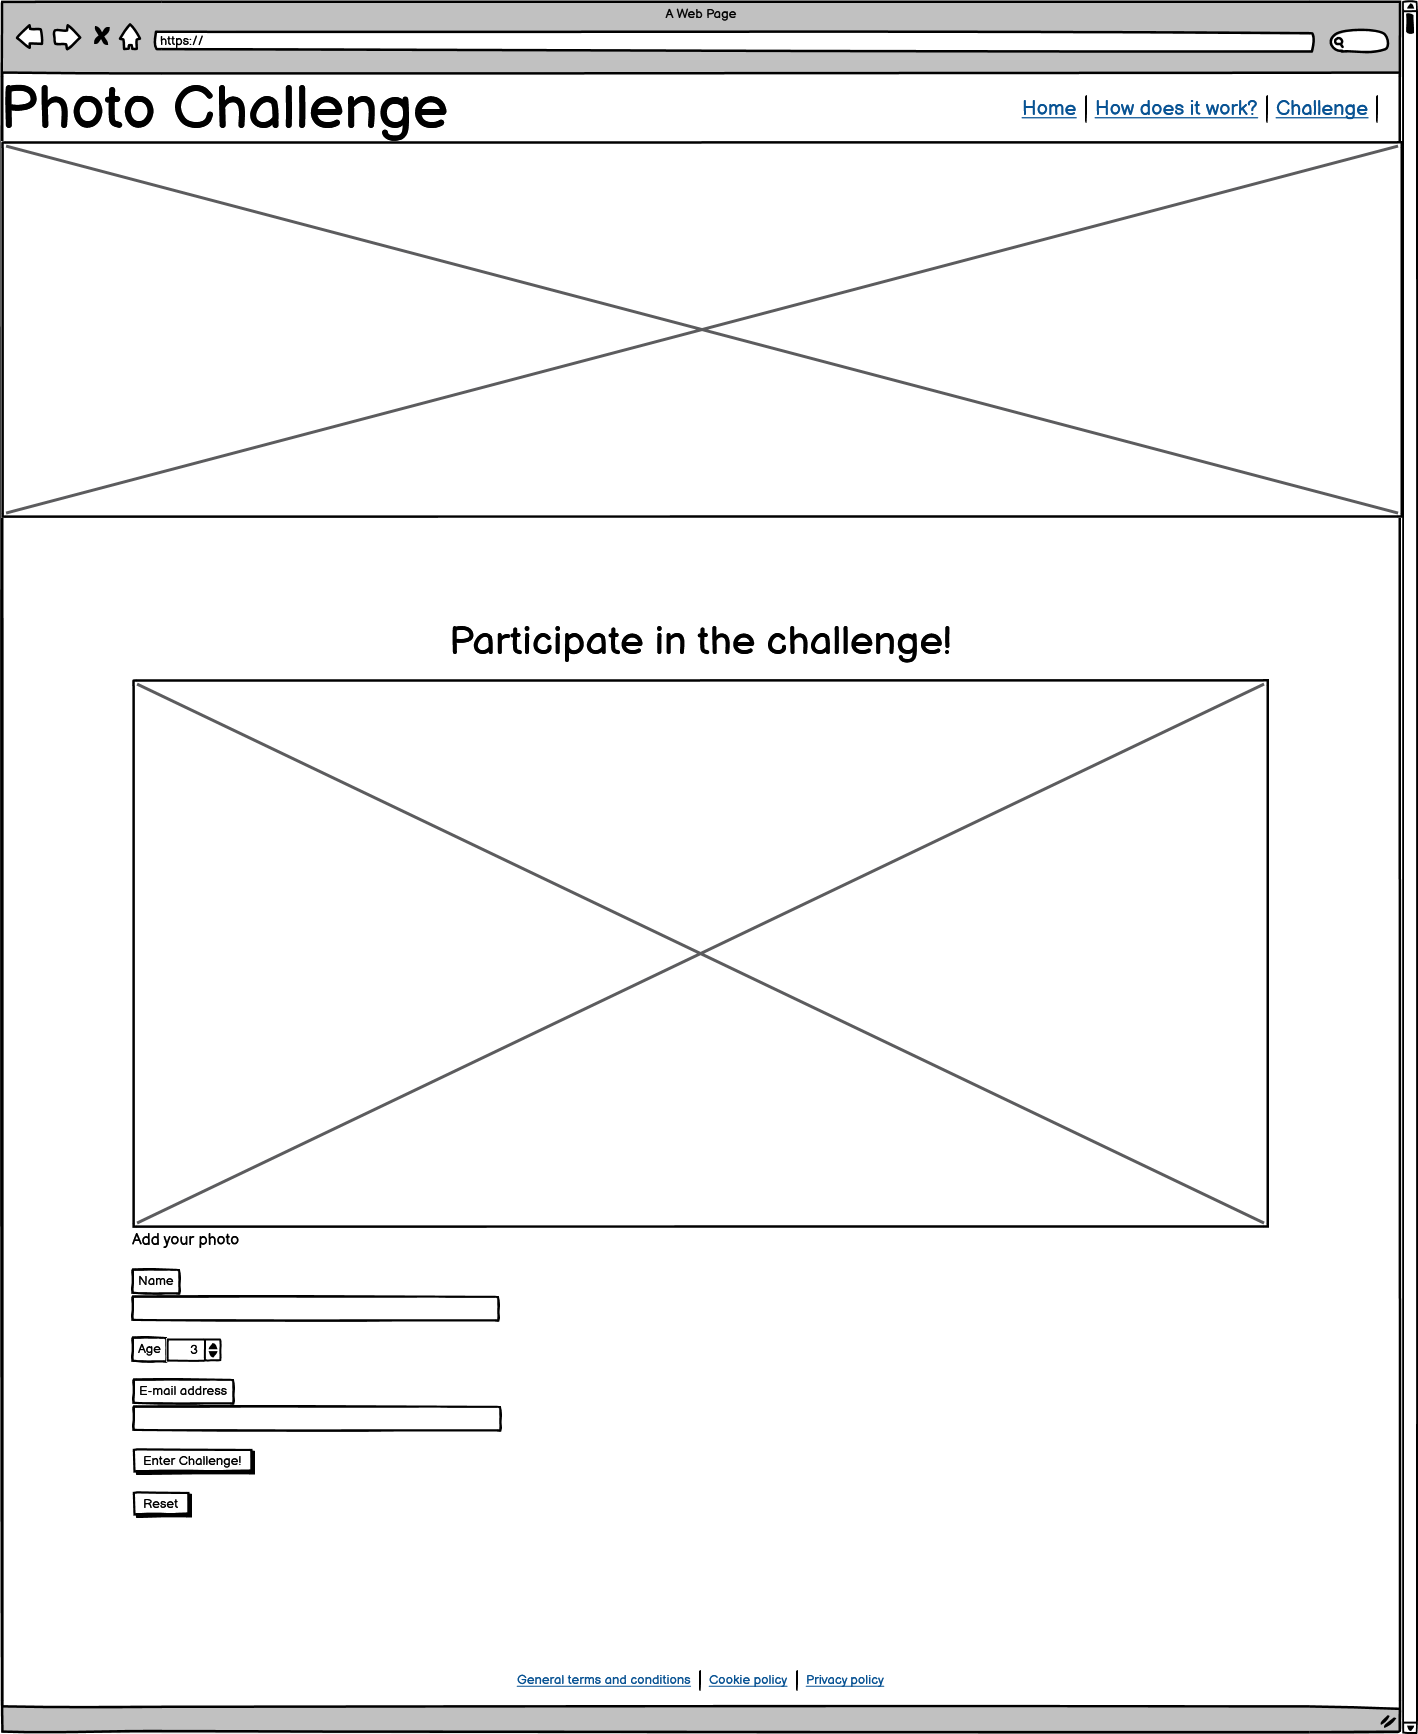 A Web Page
https://
Photo Challenge
Home | How does it work? | Challenge |
Participate in the challenge!
Add your photo
Name
Age 3
E-mail address
Enter Challenge!
Reset
General terms and conditions | Cookie policy | Privacy policy